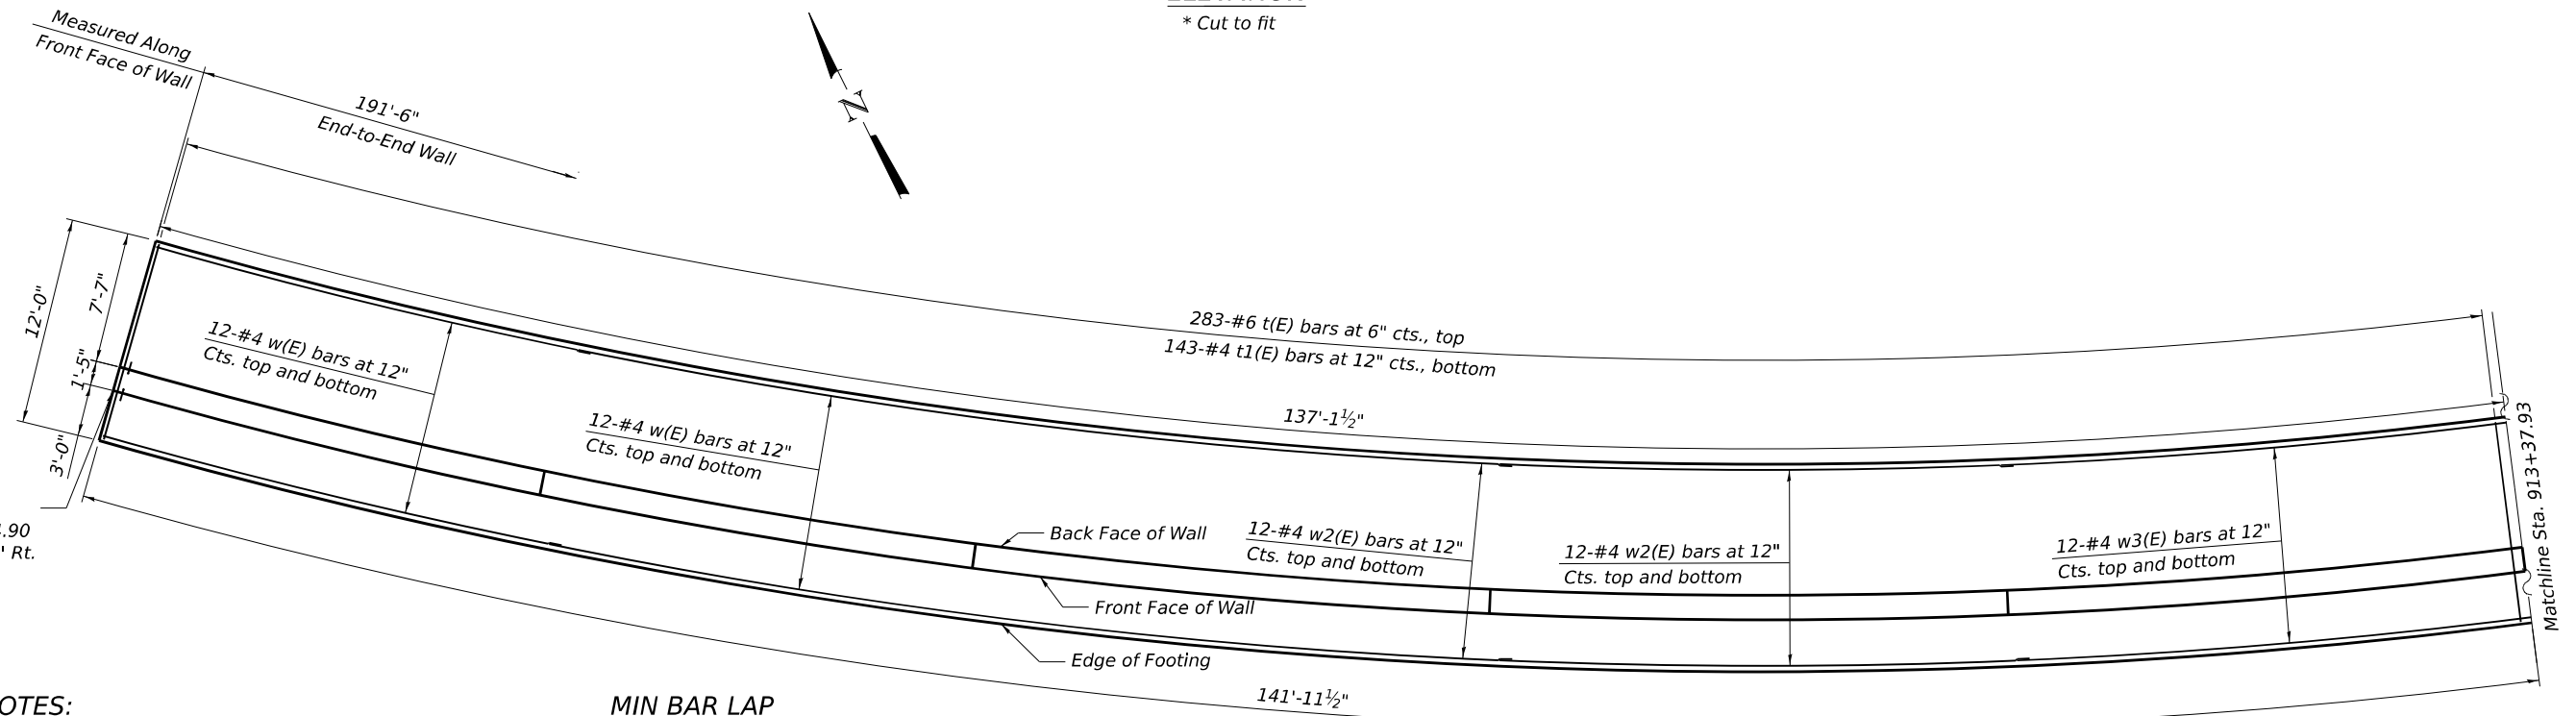 * Cut to fit
Measured Along
Front Face of Wall
191'-6"
End-to-End Wall
N
12'-0"
7'-7"
1'-5"
3'-0"
283-#6 t(E) bars at 6" cts., top
143-#4 t1(E) bars at 12" cts., bottom
137'-1½"
12-#4 w(E) bars at 12"
Cts. top and bottom
12-#4 w(E) bars at 12"
Cts. top and bottom
Back Face of Wall
Front Face of Wall
Edge of Footing
12-#4 w2(E) bars at 12"
Cts. top and bottom
12-#4 w2(E) bars at 12"
Cts. top and bottom
12-#4 w3(E) bars at 12"
Cts. top and bottom
Matchline Sta. 913+37.93
.90
" Rt.
141'-11½"
OTES:
MIN BAR LAP